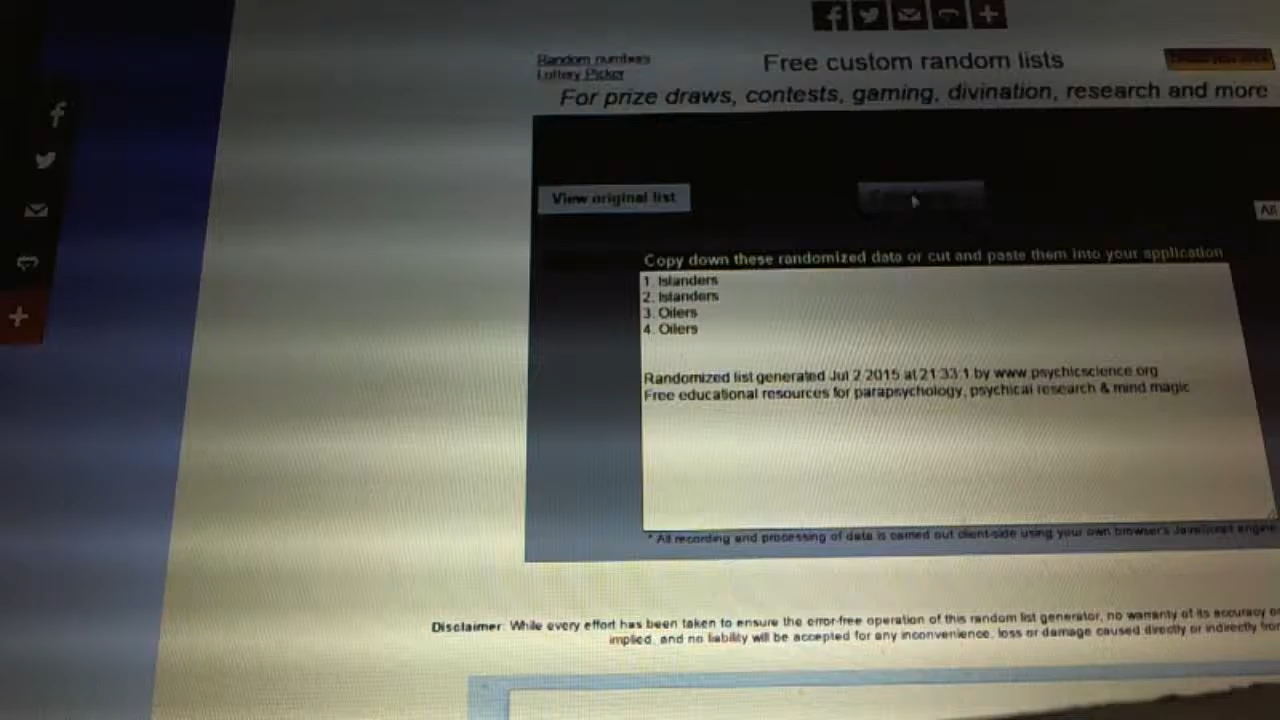 Random numbers
Lottery Picker
Free custom random lists
For prize draws, contests, gaming, divination, research and more
View original list
All
Copy down these randomized data or cut and paste them into your application
1. Islanders
2. Islanders
3. Oilers
4. Oilers
Randomized list generated Jul 2 2015 at 21:33:1 by www.psychicscience.org
Free educational resources for parapsychology, psychical research & mind magic
* All recording and processing of data is carried out client-side using your own browser's JavaScript engine
Disclaimer: While every effort has been taken to ensure the error-free operation of this random list generator, no warranty of its accuracy
implied, and no liability will be accepted for any inconvenience, loss or damage caused directly or indirectly